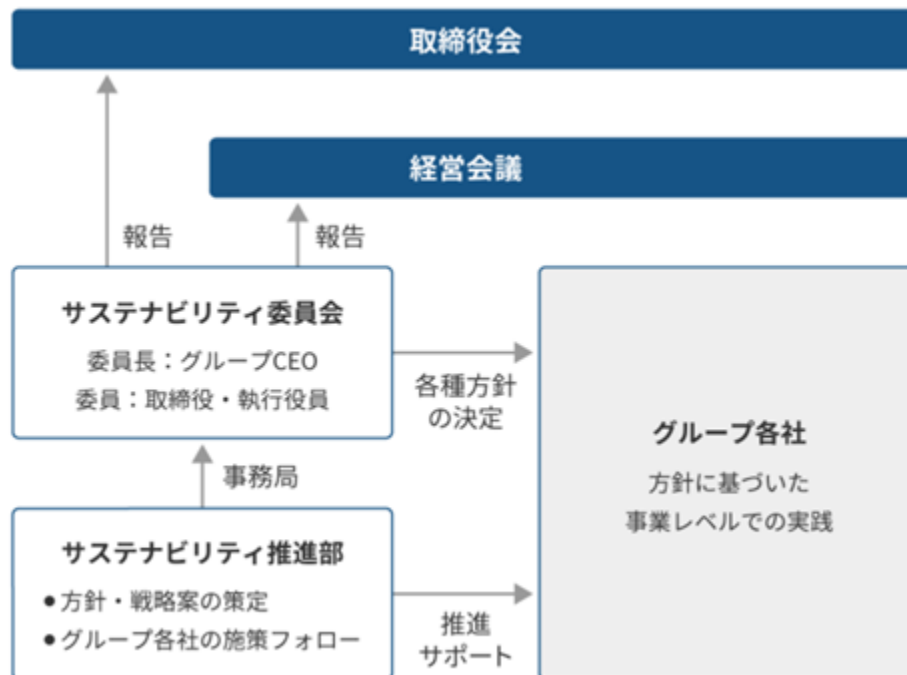 取締役会
経営会議
報告
報告
サステナビリティ委員会
委員長：グループCEO
委員：取締役・執行役員
各種方針
の決定
グループ各社
方針に基づいた
事業レベルでの実践
事務局
サステナビリティ推進部
●方針・戦略案の策定
●グループ各社の施策フォロー
推進
サポート